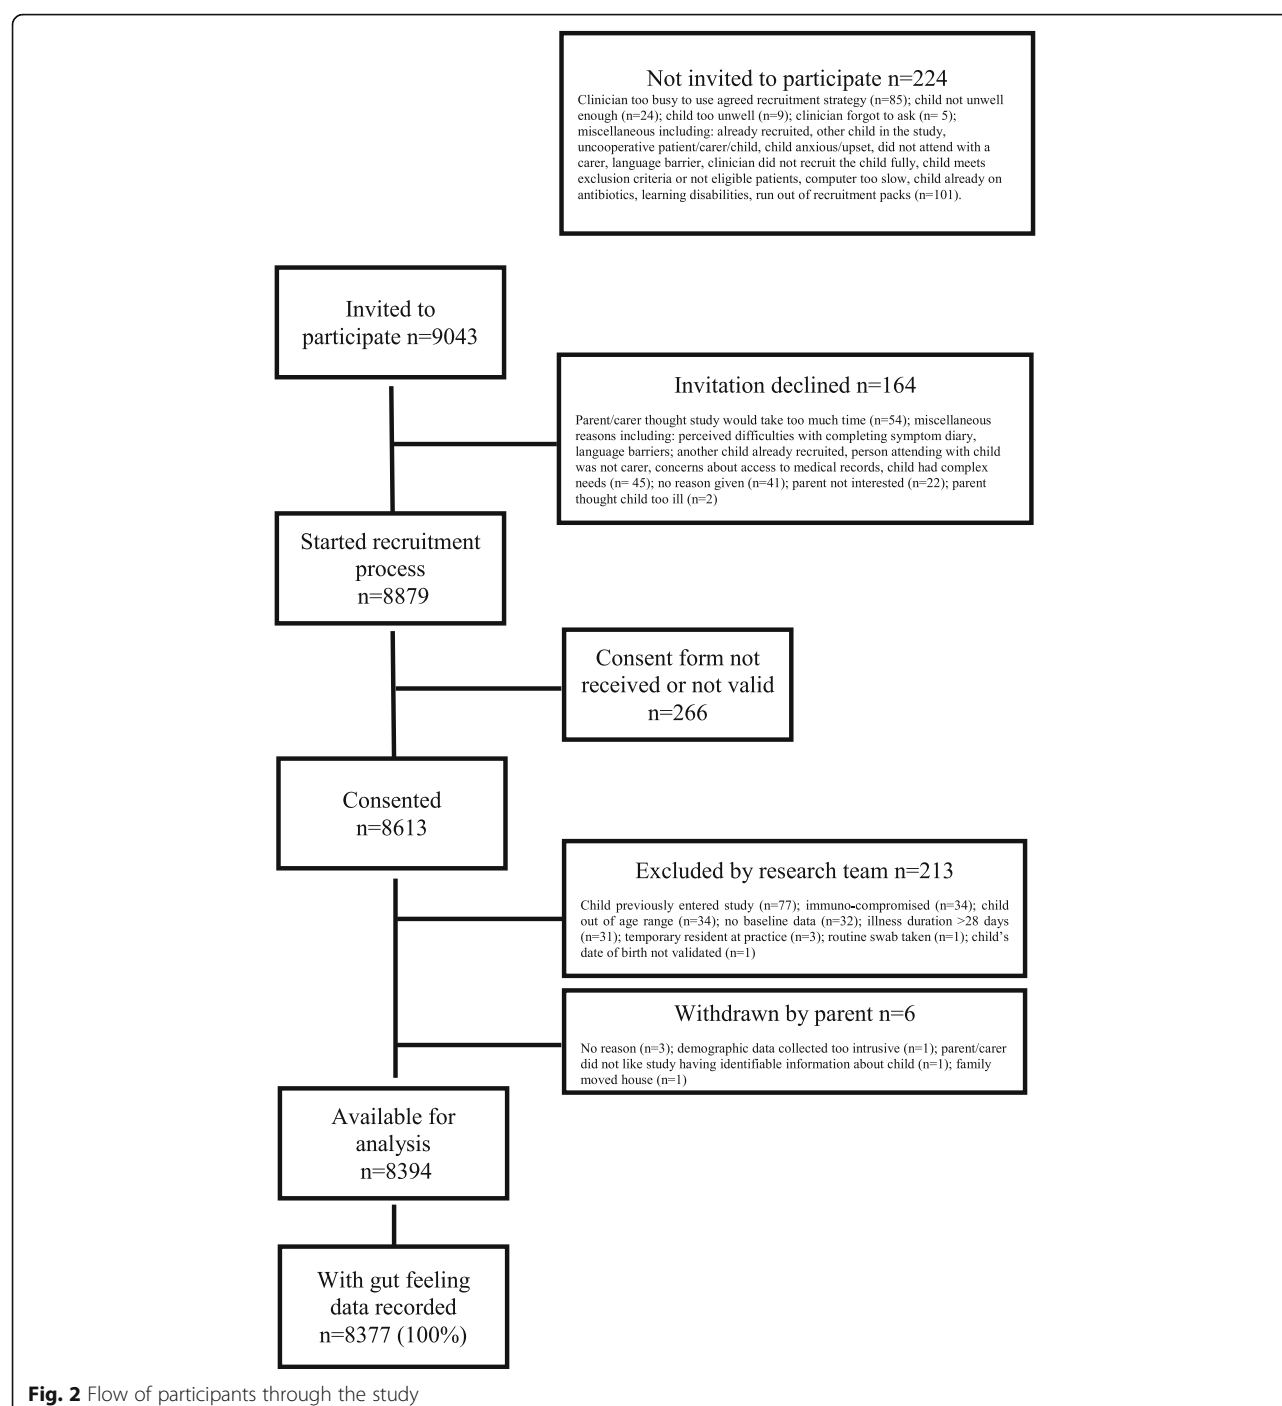 Not invited to participate n=224
Clinician too busy to use agreed recruitment strategy (n=85); child not unwell
enough (n=24); child too unwell (n=9); clinician forgot to ask (n= 5);
miscellaneous including: already recruited, other child in the study,
uncooperative patient/carer/child, child anxious/upset, did not attend with a
carer, language barrier, clinician did not recruit the child fully, child meets
exclusion criteria or not eligible patients, computer too slow, child already on
antibiotics, learning disabilities, run out of recruitment packs (n=101).
Invited to
participate n=9043
Invitation declined n=164
Parent/carer thought study would take too much time (n=54); miscellaneous
reasons including: perceived difficulties with completing symptom diary,
language barriers; another child already recruited, person attending with child
was not carer, concerns about access to medical records, child had complex
needs (n= 45); no reason given (n=41); parent not interested (n=22); parent
thought child too ill (n=2)
Started recruitment
process
n=8879
Consent form not
received or not valid
n=266
Consented
n=8613
Excluded by research team n=213
Child previously entered study (n=77); immuno-compromised (n=34); child
out of age range (n=34); no baseline data (n=32); illness duration >28 days
(n=31); temporary resident at practice (n=3); routine swab taken (n=1); child's
date of birth not validated (n=1)
Withdrawn by parent n=6
No reason (n=3); demographic data collected too intrusive (n=1); parent/carer
did not like study having identifiable information about child (n=1); family
moved house (n=1)
Available for
analysis
n=8394
With gut feeling
data recorded
n=8377 (100%)
Fig. 2 Flow of participants through the study